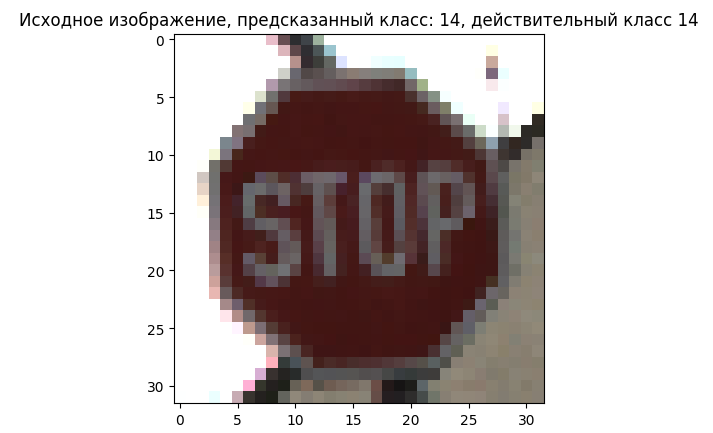 Исходное изображение, предсказанный класс: 14, действительный класс 14
0
5
10
STOP
15
20
25
30
0 5 10 15 20 25 30